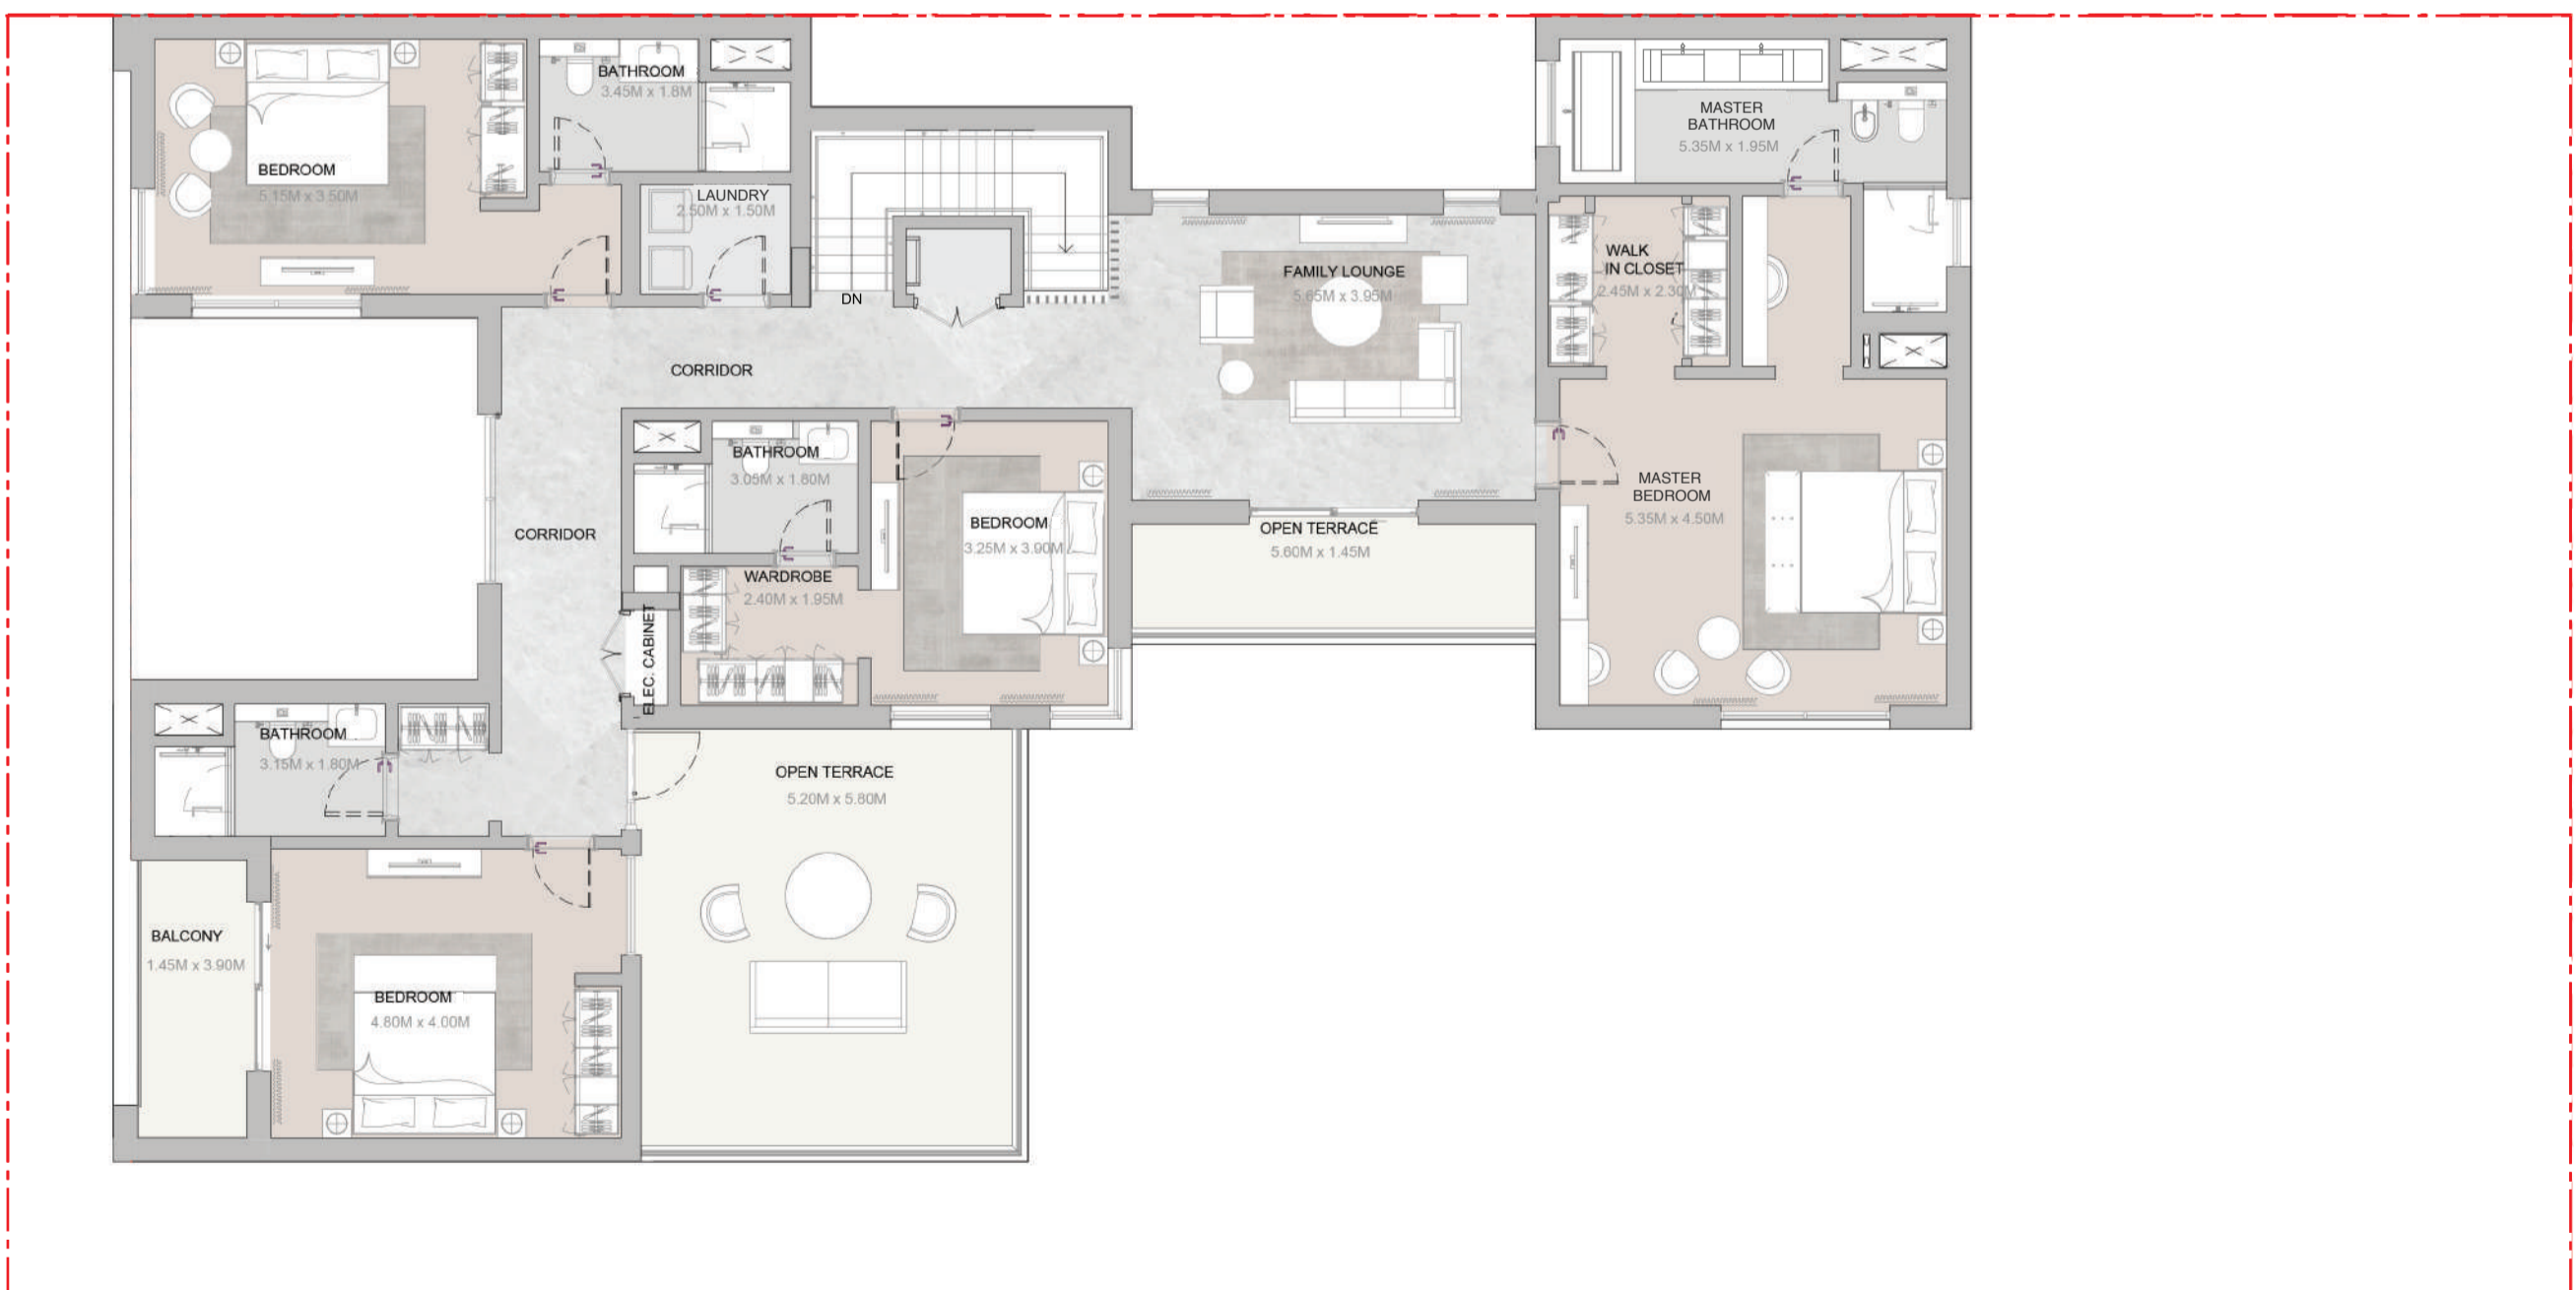 BEDROOM
5.15M x 3.50M
BATHROOM
3.45M x 1.8M
LAUNDRY
2.50M x 1.50M
DN
FAMILY LOUNGE
5.65M x 3.95M
MASTER
BATHROOM
5.35M x 1.95M
WALK
IN CLOSET
2.45M x 2.30M
CORRIDOR
BATHROOM
3.05M x 1.80M
BEDROOM
3.25M x 3.90M
WARDROBE
2.40M x 1.95M
ELEC. CABINET
CORRIDOR
OPEN TERRACE
5.60M x 1.45M
MASTER
BEDROOM
5.35M x 4.50M
BATHROOM
3.15M x 1.80M
OPEN TERRACE
5.20M x 5.80M
BALCONY
1.45M x 3.90M
BEDROOM
4.80M x 4.00M